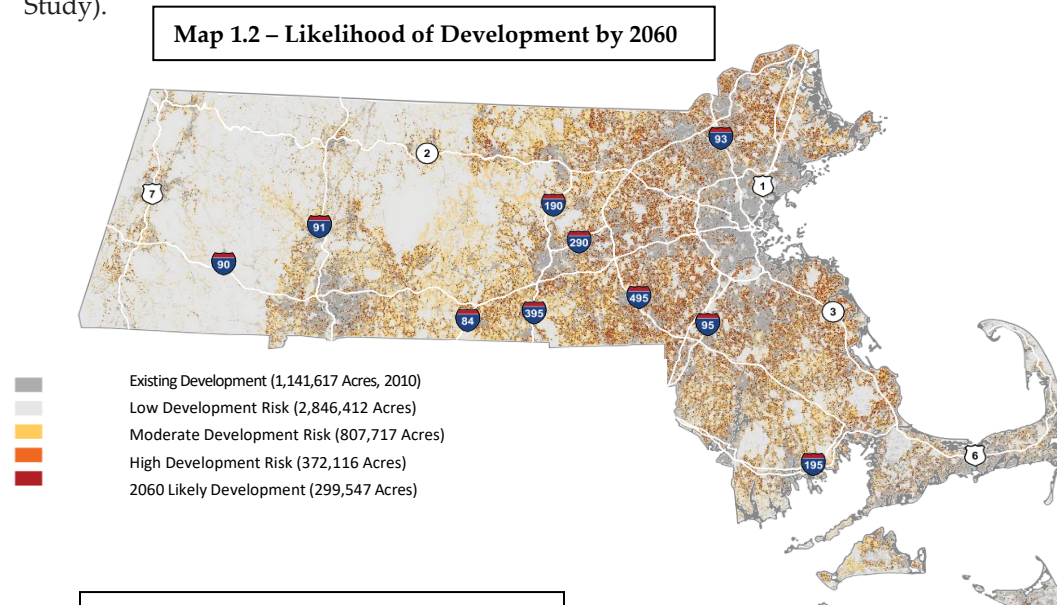 Study).
Map 1.2 – Likelihood of Development by 2060
93
2
1
7
190
91
290
90
495
3
395
84
95
Existing Development (1,141,617 Acres, 2010)
Low Development Risk (2,846,412 Acres)
Moderate Development Risk (807,717 Acres)
High Development Risk (372,116 Acres)
2060 Likely Development (299,547 Acres)
6
195